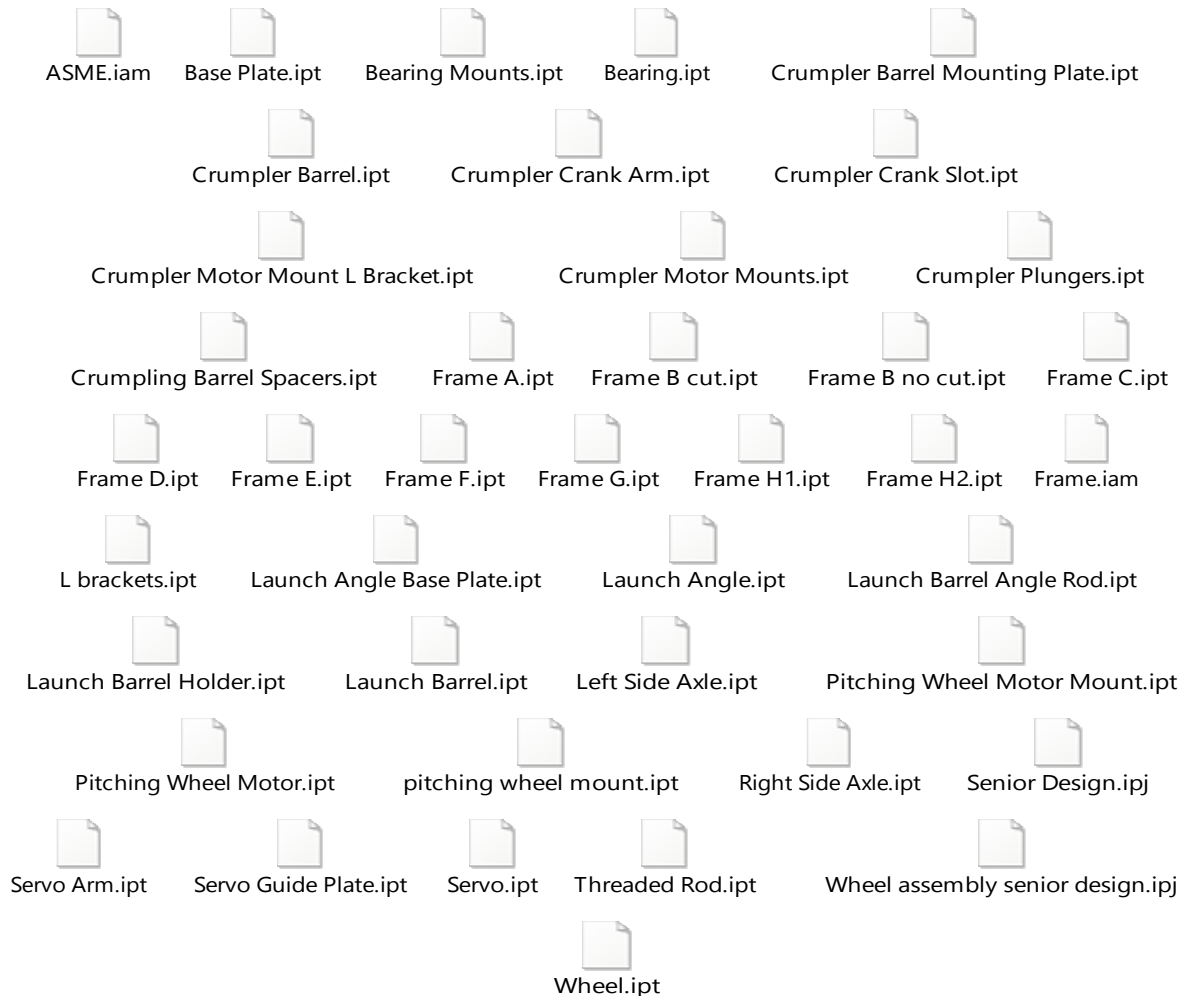 ASME.iam Base Plate.ipt Bearing Mounts.ipt Bearing.ipt Crumpler Barrel Mounting Plate.ipt
Crumpler Barrel.ipt Crumpler Crank Arm.ipt Crumpler Crank Slot.ipt
Crumpler Motor Mount L Bracket.ipt Crumpler Motor Mounts.ipt Crumpler Plungers.ipt
Crumpling Barrel Spacers.ipt Frame A.ipt Frame B cut.ipt Frame B no cut.ipt Frame C.ipt
Frame D.ipt Frame E.ipt Frame F.ipt Frame G.ipt Frame H1.ipt Frame H2.ipt Frame.iam
L brackets.ipt Launch Angle Base Plate.ipt Launch Angle.ipt Launch Barrel Angle Rod.ipt
Launch Barrel Holder.ipt Launch Barrel.ipt Left Side Axle.ipt Pitching Wheel Motor Mount.ipt
Pitching Wheel Motor.ipt pitching wheel mount.ipt Right Side Axle.ipt Senior Design.ipj
Servo Arm.ipt Servo Guide Plate.ipt Servo.ipt Threaded Rod.ipt Wheel assembly senior design.ipj
Wheel.ipt